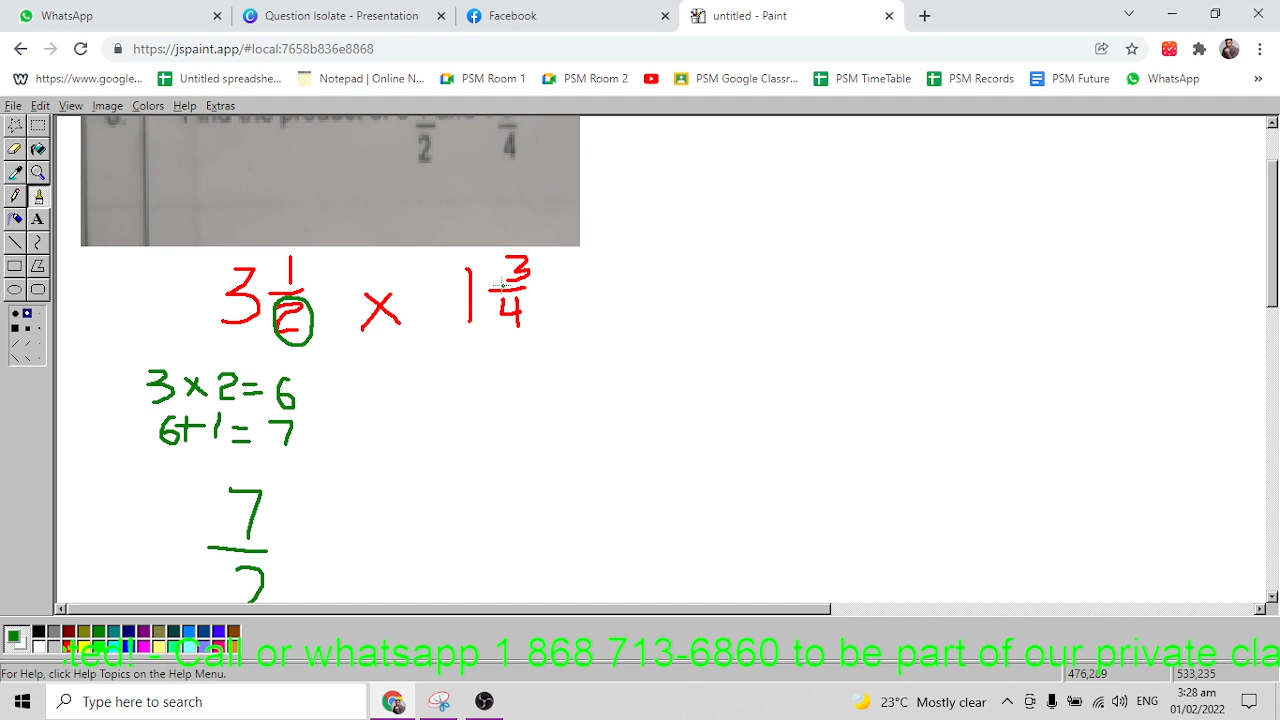 WhatsApp
Question Isolate - Presentation
Facebook
untitled - Paint
https://jspaint.app/#local:7658b836e8868
https://www.google...
Untitled spreadshe...
Notepad | Online N...
PSM Room 1
PSM Room 2
PSM Google Classr...
PSM TimeTable
PSM Records
PSM Future
WhatsApp
File Edit View Image Colors Help Extras
Find the product of 3 1/2 and
2 4
3 1/2 x 1 3/4
3 x 2 = 6
6 + 1 = 7
7
2
ted! - Call or whatsapp 1 868 713-6860 to be part of our private cla
For help, click Help Topics on the Help Menu.
476,299
533,235
Type here to search
23°C Mostly clear
ENG
3:28 am
01/02/2022